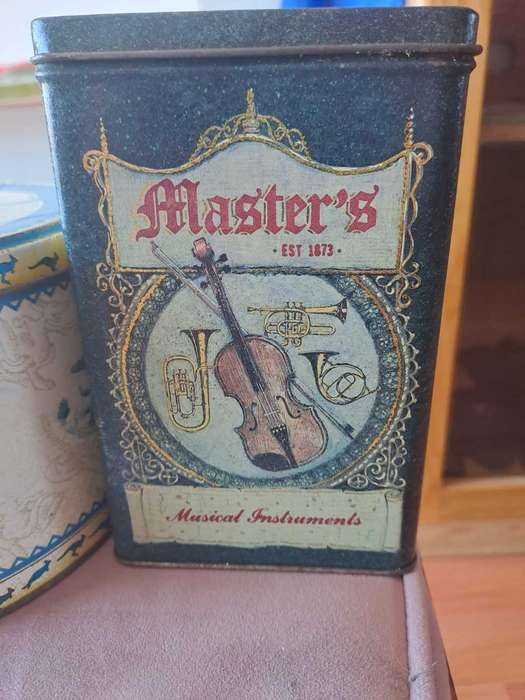 Master's
· EST 1873 ·
Musical Instruments